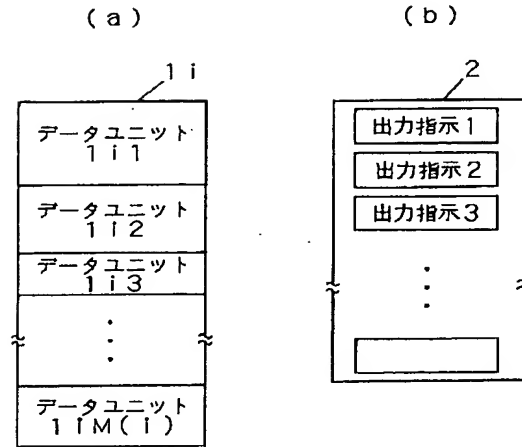 (a)
1i
データユニット
1i1
データユニット
1i2
データユニット
1i3
データユニット
1iM(i)
(b)
2
出力指示1
出力指示2
出力指示3